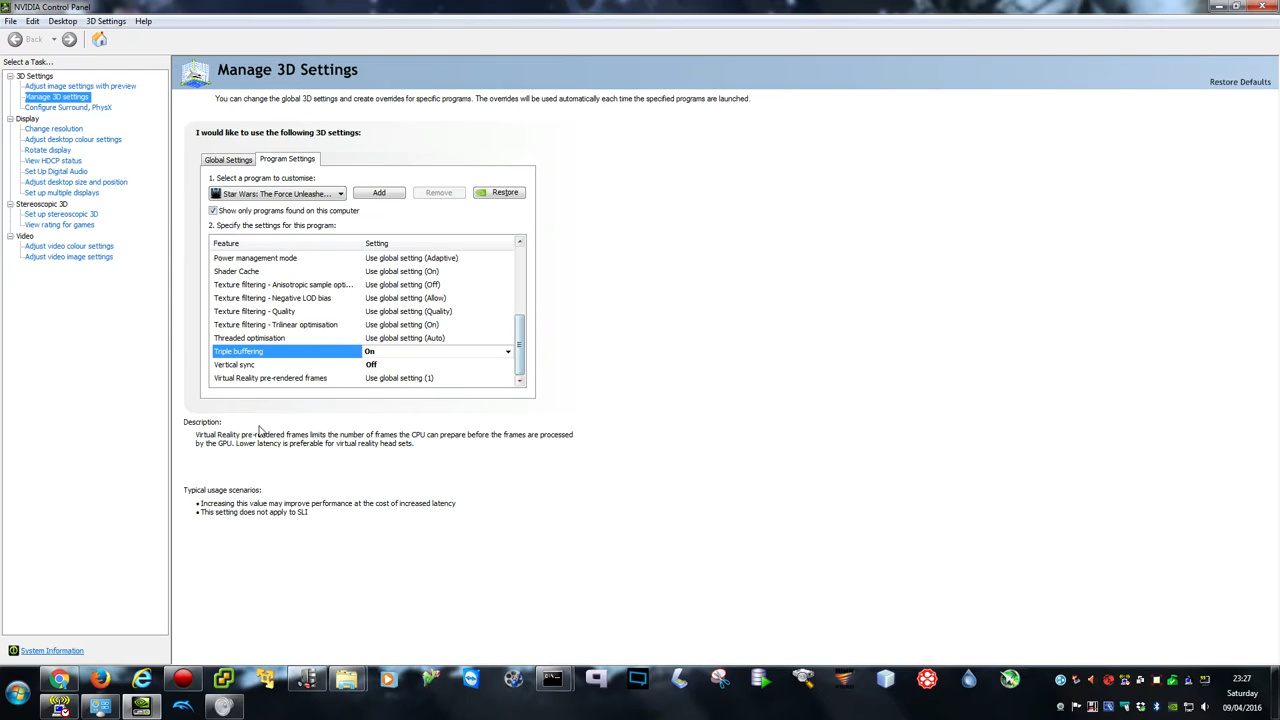 NVIDIA Control Panel
File Edit Desktop 3D Settings Help
Back
Select a Task...
3D Settings
Adjust image settings with preview
Manage 3D settings
Configure Surround, PhysX
Display
Change resolution
Adjust desktop colour settings
Rotate display
View HDCP status
Set Up Digital Audio
Adjust desktop size and position
Set up multiple displays
Stereoscopic 3D
Set up stereoscopic 3D
View rating for games
Video
Adjust video colour settings
Adjust video image settings
System Information
Manage 3D Settings
Restore Defaults
You can change the global 3D settings and create overrides for specific programs. The overrides will be used automatically each time the specified programs are launched.
I would like to use the following 3D settings:
Global Settings Program Settings
1. Select a program to customise:
Star Wars: The Force Unleashe... Add Remove Restore
Show only programs found on this computer
2. Specify the settings for this program:
Feature Setting
Power management mode Use global setting (Adaptive)
Shader Cache Use global setting (On)
Texture filtering - Anisotropic sample opti... Use global setting (Off)
Texture filtering - Negative LOD bias Use global setting (Allow)
Texture filtering - Quality Use global setting (Quality)
Texture filtering - Trilinear optimisation Use global setting (On)
Threaded optimisation Use global setting (Auto)
Triple buffering On
Vertical sync Off
Virtual Reality pre-rendered frames Use global setting (1)
Description:
Virtual Reality pre-rendered frames limits the number of frames the CPU can prepare before the frames are processed
by the GPU. Lower latency is preferable for virtual reality head sets.
Typical usage scenarios:
• Increasing this value may improve performance at the cost of increased latency
• This setting does not apply to SLI
23:27
Saturday
09/04/2016